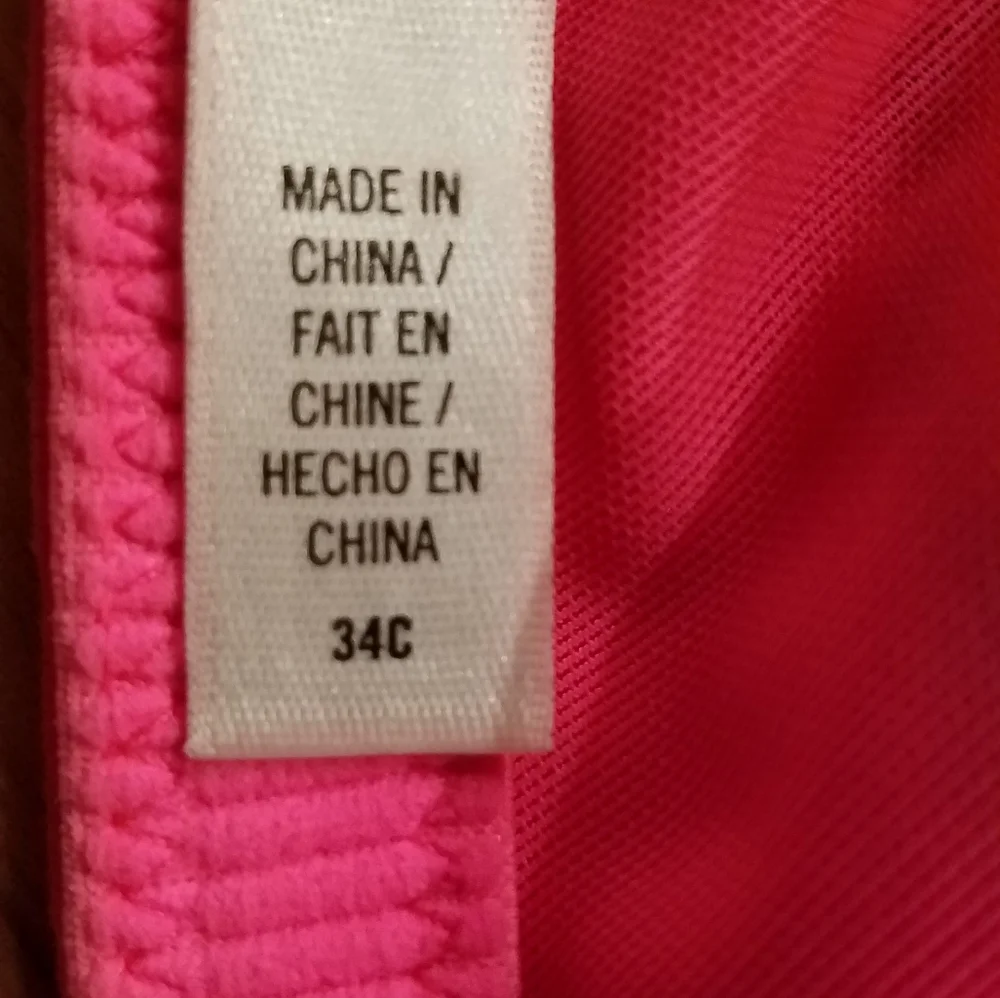 MADE IN
CHINA /
FAIT EN
CHINE /
HECHO EN
CHINA
34C